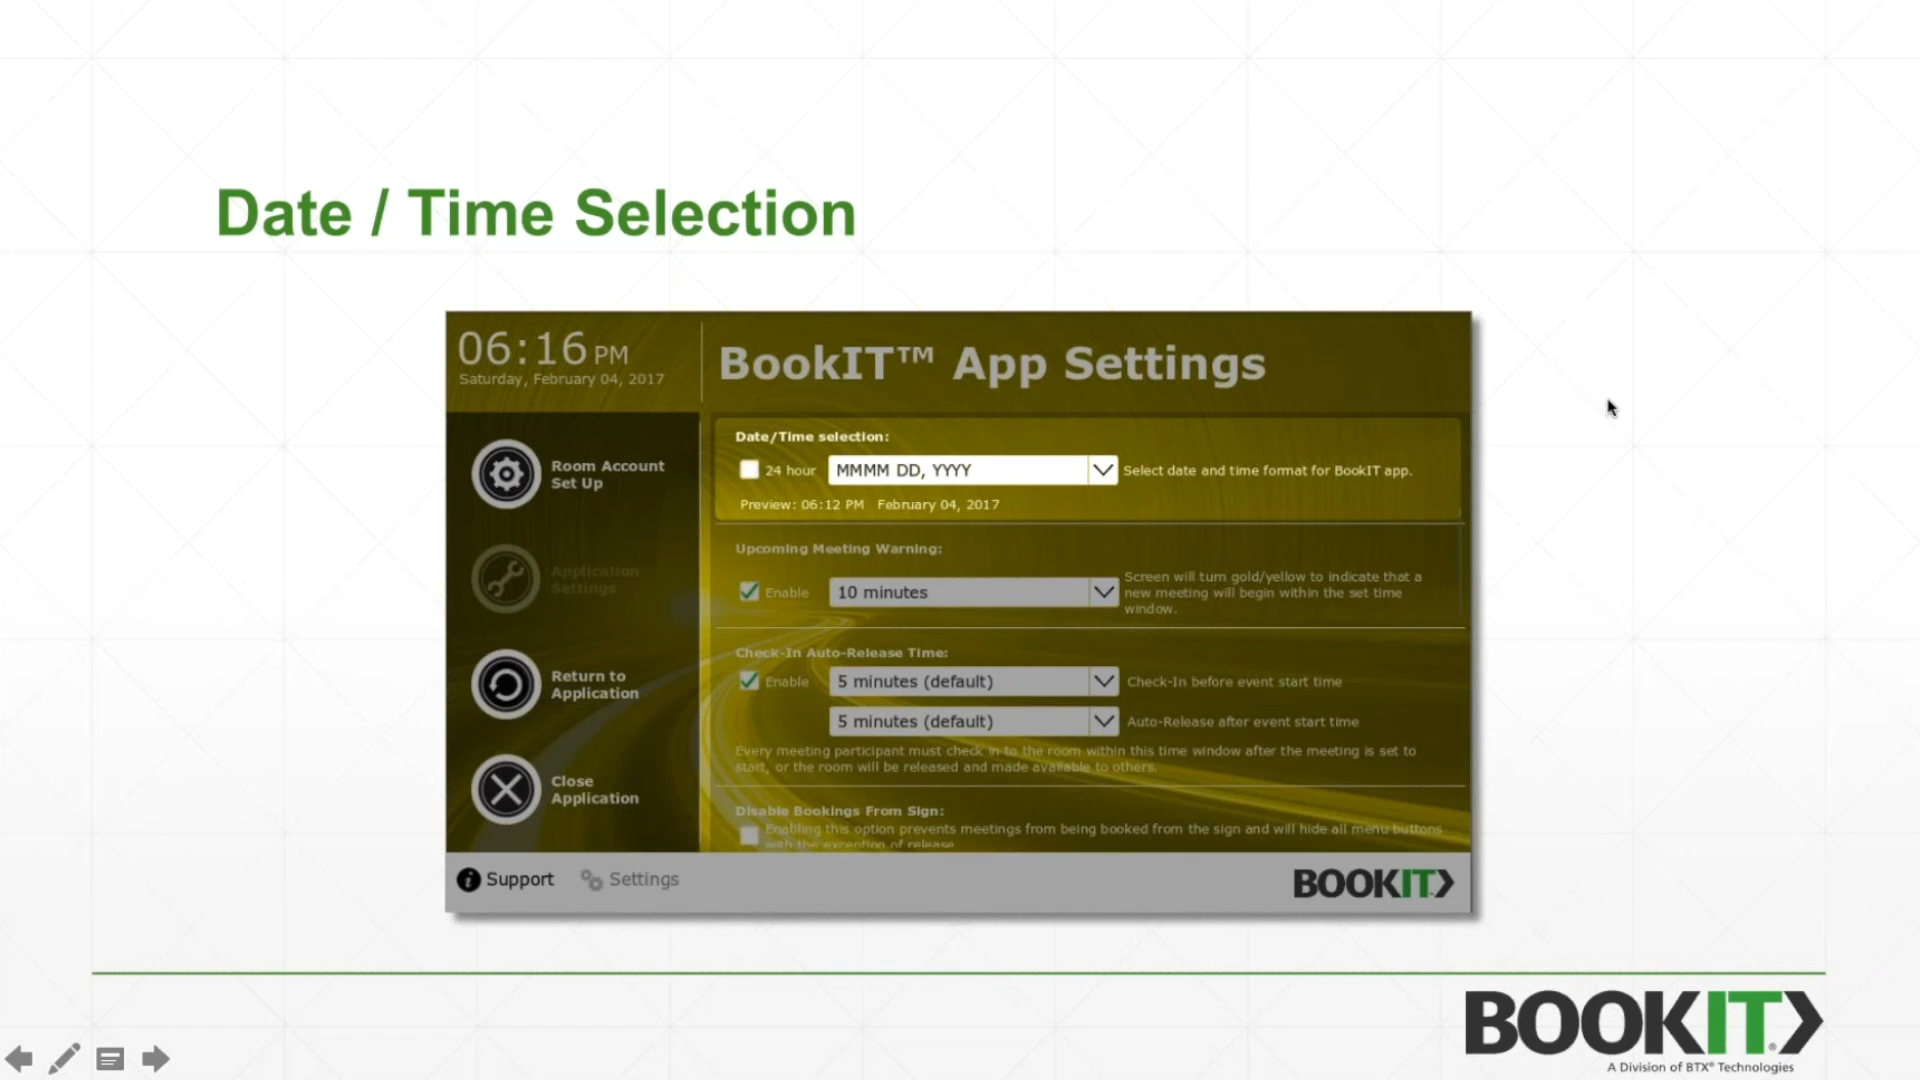 Date / Time Selection
06:16 PM
Saturday, February 04, 2017
BookIT™ App Settings
Room Account
Set Up
Application
Settings
Return to
Application
Close
Application
Date/Time selection:
24 hour MMMM DD, YYYY Select date and time format for BookIT app.
Preview: 06:12 PM February 04, 2017
Upcoming Meeting Warning:
Enable 10 minutes
Screen will turn gold/yellow to indicate that a
new meeting will begin within the set time
window.
Check-In Auto-Release Time:
Enable 5 minutes (default) Check-In before event start time
5 minutes (default) Auto-Release after event start time
Every meeting participant must check in to the room within this time window after the meeting is set to
start, or the room will be released and made available to others.
Disable Bookings From Sign:
Enabling this option prevents meetings from being booked from the sign and will hide all menu buttons
with the exception of release
Support Settings
BOOKIT
BOOKIT®
A Division of BTX® Technologies